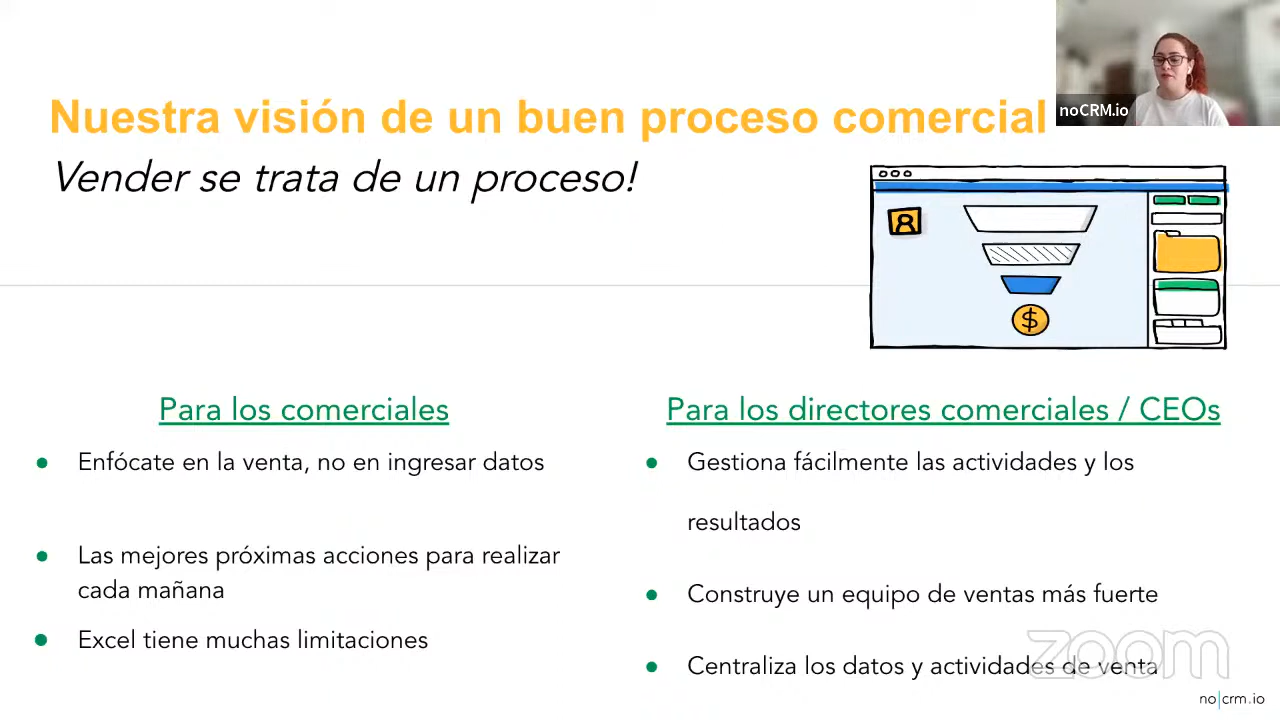 noCRM.io
Nuestra visión de un buen proceso comercial
Vender se trata de un proceso!
$
Para los comerciales
● Enfócate en la venta, no en ingresar datos
● Las mejores próximas acciones para realizar
cada mañana
● Excel tiene muchas limitaciones
Para los directores comerciales / CEOs
● Gestiona fácilmente las actividades y los
resultados
● Construye un equipo de ventas más fuerte
● Centraliza los datos y actividades de venta
zoom
no|crm.io